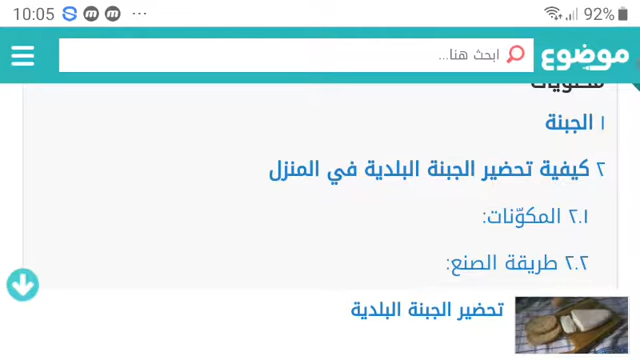 10:05 ... 92%
ابحث هنا... موضوع
محتويات
١ الجبنة
٢ كيفية تحضير الجبنة البلدية في المنزل
٢.١ المكوّنات:
٢.٢ طريقة الصنع:
تحضير الجبنة البلدية